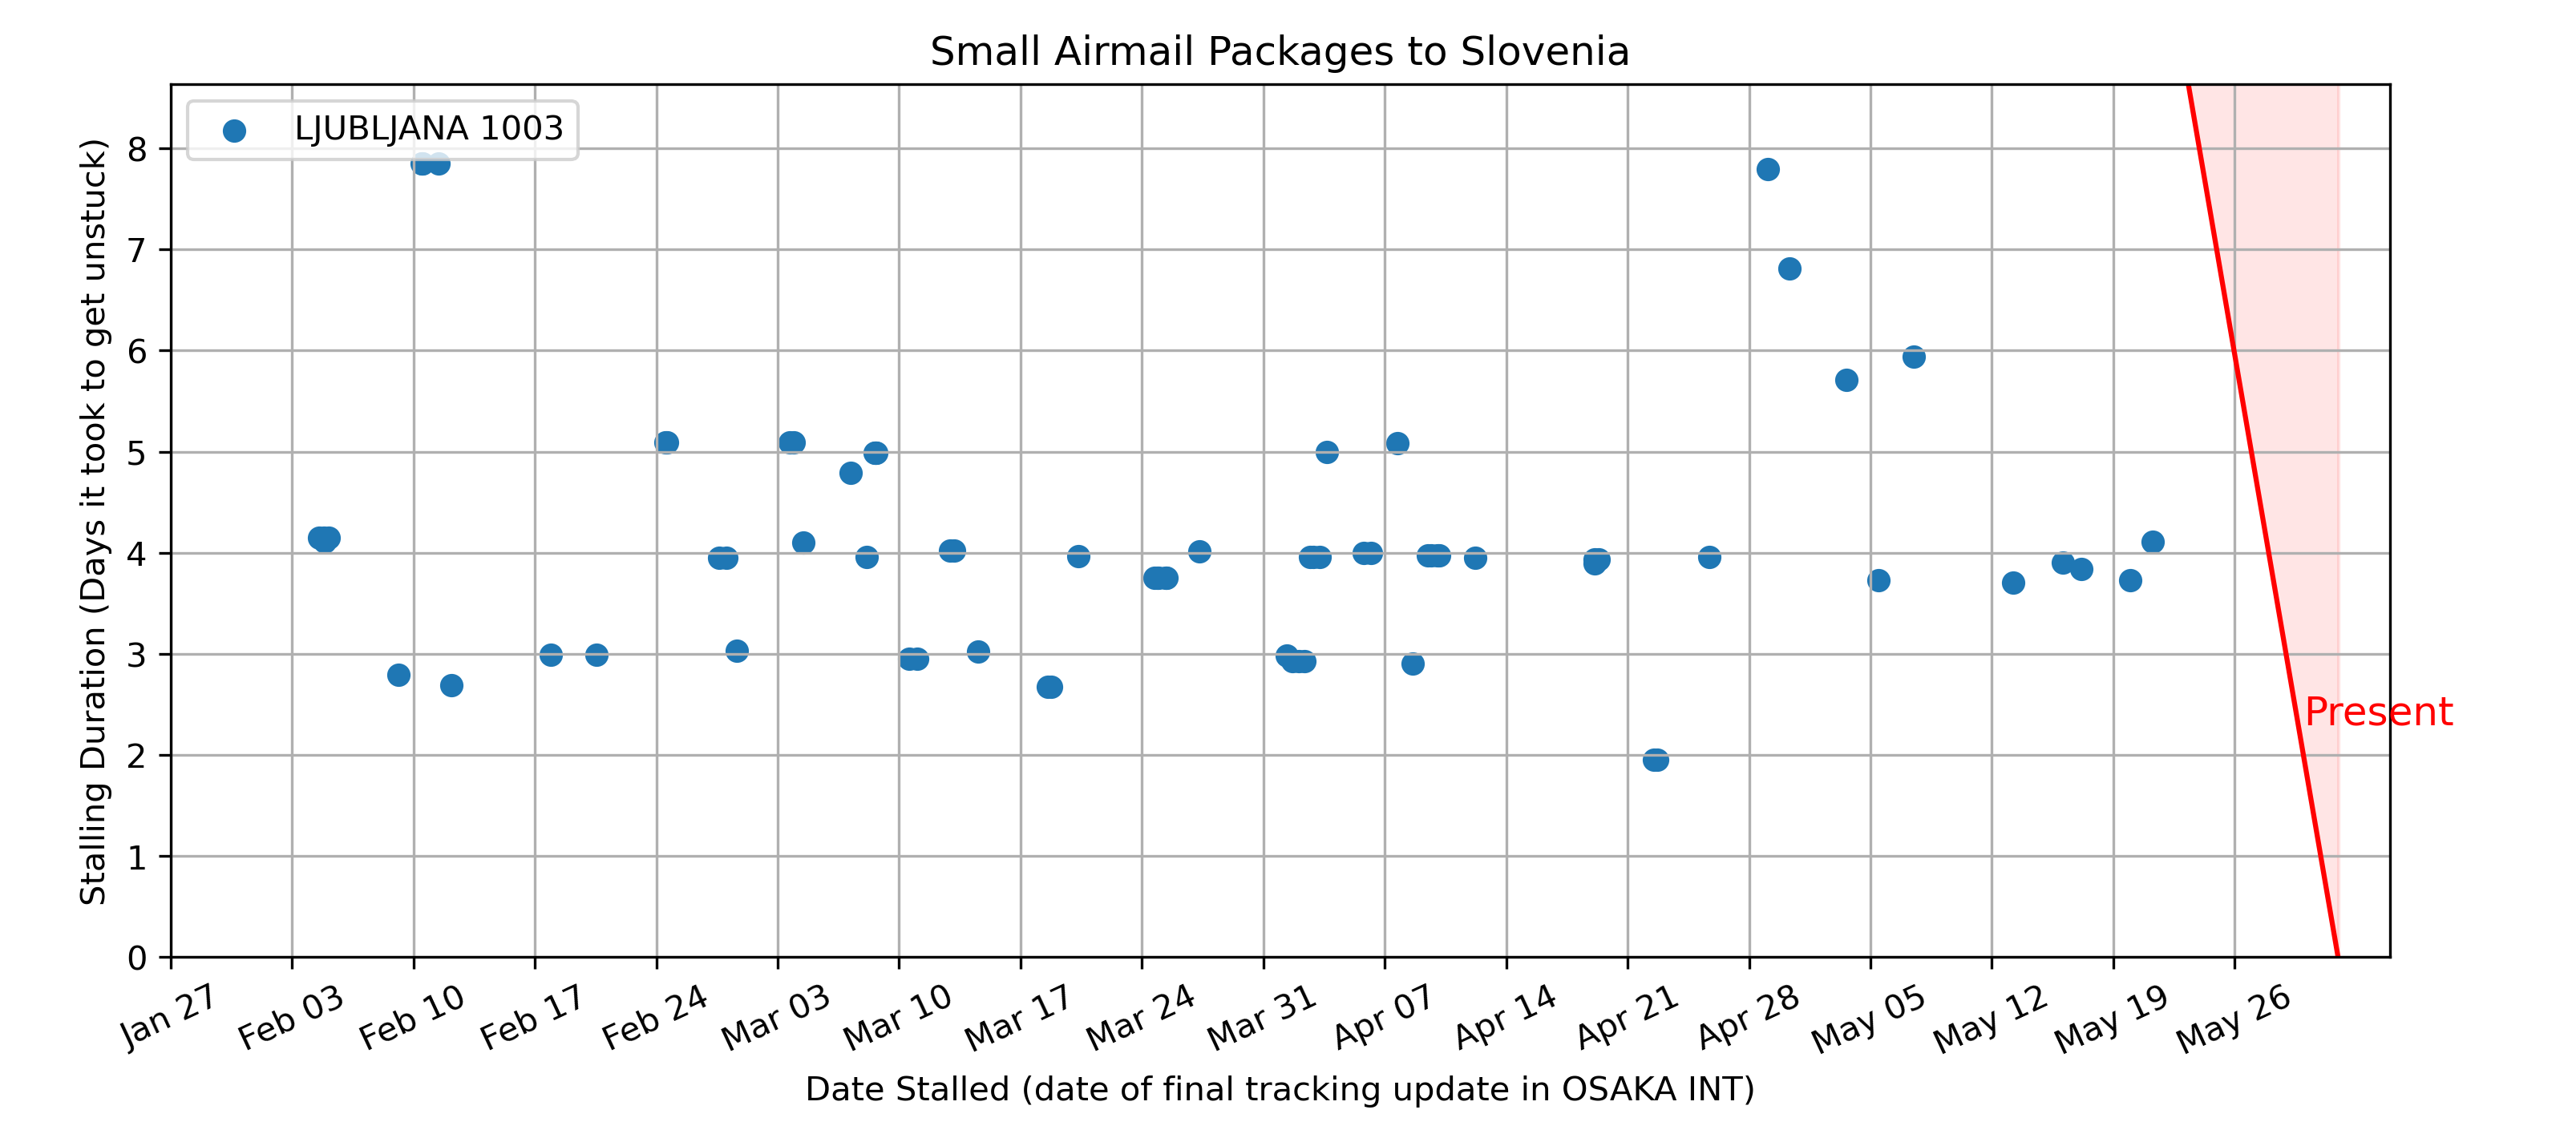 Small Airmail Packages to Slovenia
LJUBLJANA 1003
Stalling Duration (Days it took to get unstuck)
8
7
6
5
4
3
2
1
0
Present
Jan 27 Feb 03 Feb 10 Feb 17 Feb 24 Mar 03 Mar 10 Mar 17 Mar 24 Mar 31 Apr 07 Apr 14 Apr 21 Apr 28 May 05 May 12 May 19 May 26
Date Stalled (date of final tracking update in OSAKA INT)